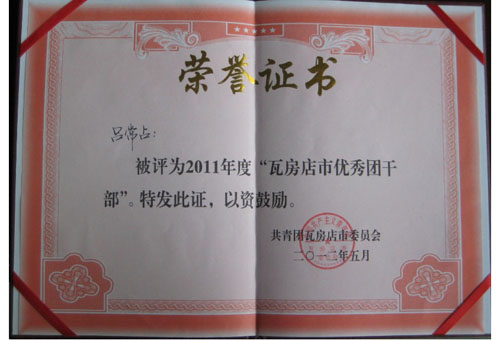 荣誉证书
吕常占：
被评为2011年度“瓦房店市优秀团干
部”。特发此证，以资鼓励。
共青团瓦房店市委员会
二〇一二年五月